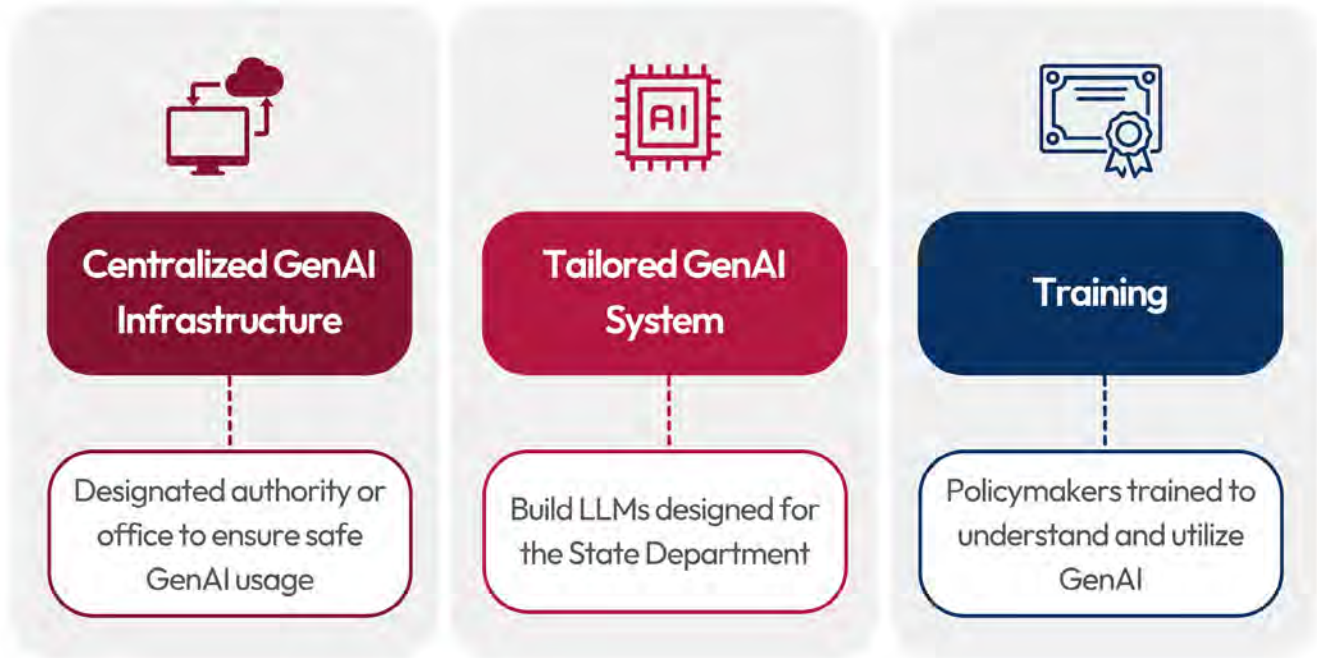 AI
Centralized GenAI
Infrastructure
Tailored GenAI
System
Training
Designated authority or
office to ensure safe
GenAI usage
Build LLMs designed for
the State Department
Policymakers trained to
understand and utilize
GenAI